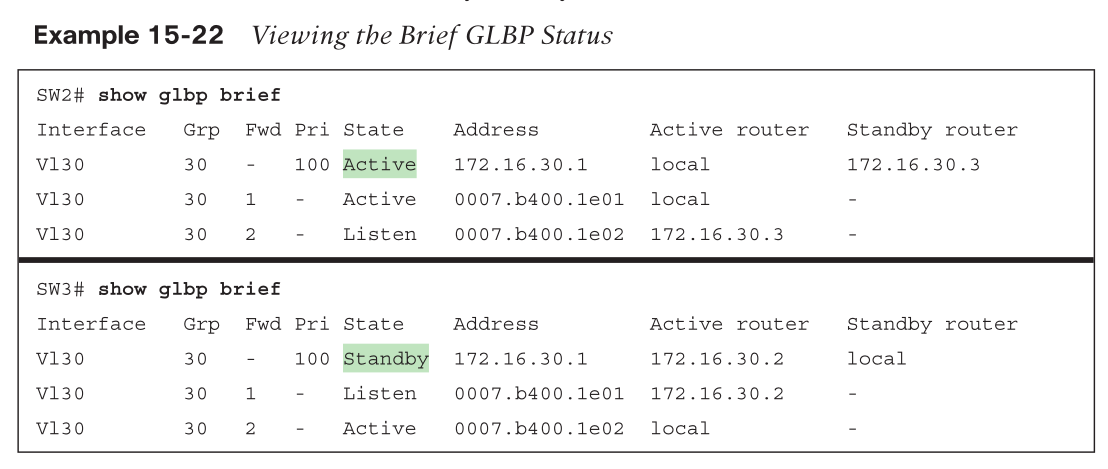 Example 15-22 Viewing the Brief GLBP Status
SW2# show glbp brief
Interface Grp Fwd Pri State Address Active router Standby router
Vl30 30 - 100 Active 172.16.30.1 local 172.16.30.3
Vl30 30 1 - Active 0007.b400.1e01 local -
Vl30 30 2 - Listen 0007.b400.1e02 172.16.30.3 -
SW3# show glbp brief
Interface Grp Fwd Pri State Address Active router Standby router
Vl30 30 - 100 Standby 172.16.30.1 172.16.30.2 local
Vl30 30 1 - Listen 0007.b400.1e01 172.16.30.2 -
Vl30 30 2 - Active 0007.b400.1e02 local -